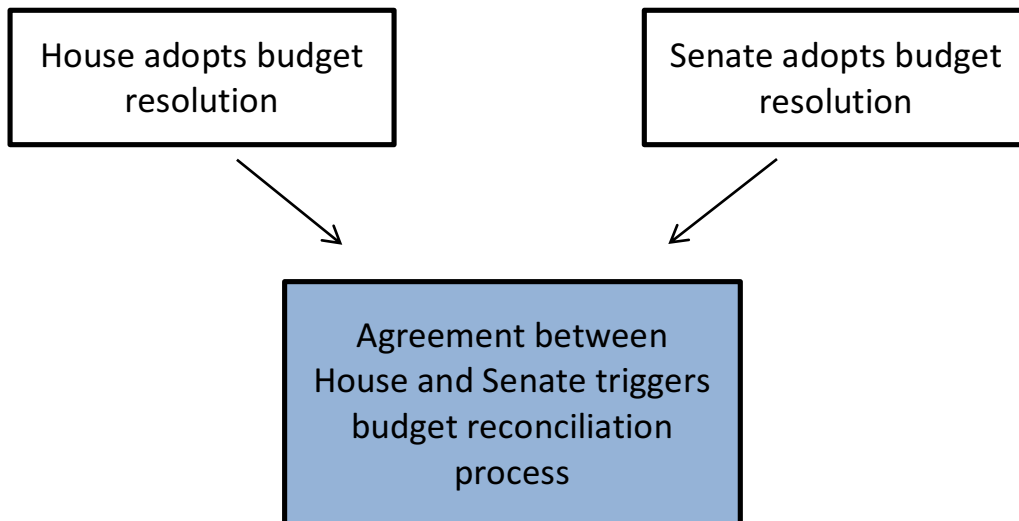 House adopts budget
resolution
Senate adopts budget
resolution
Agreement between
House and Senate triggers
budget reconciliation
process